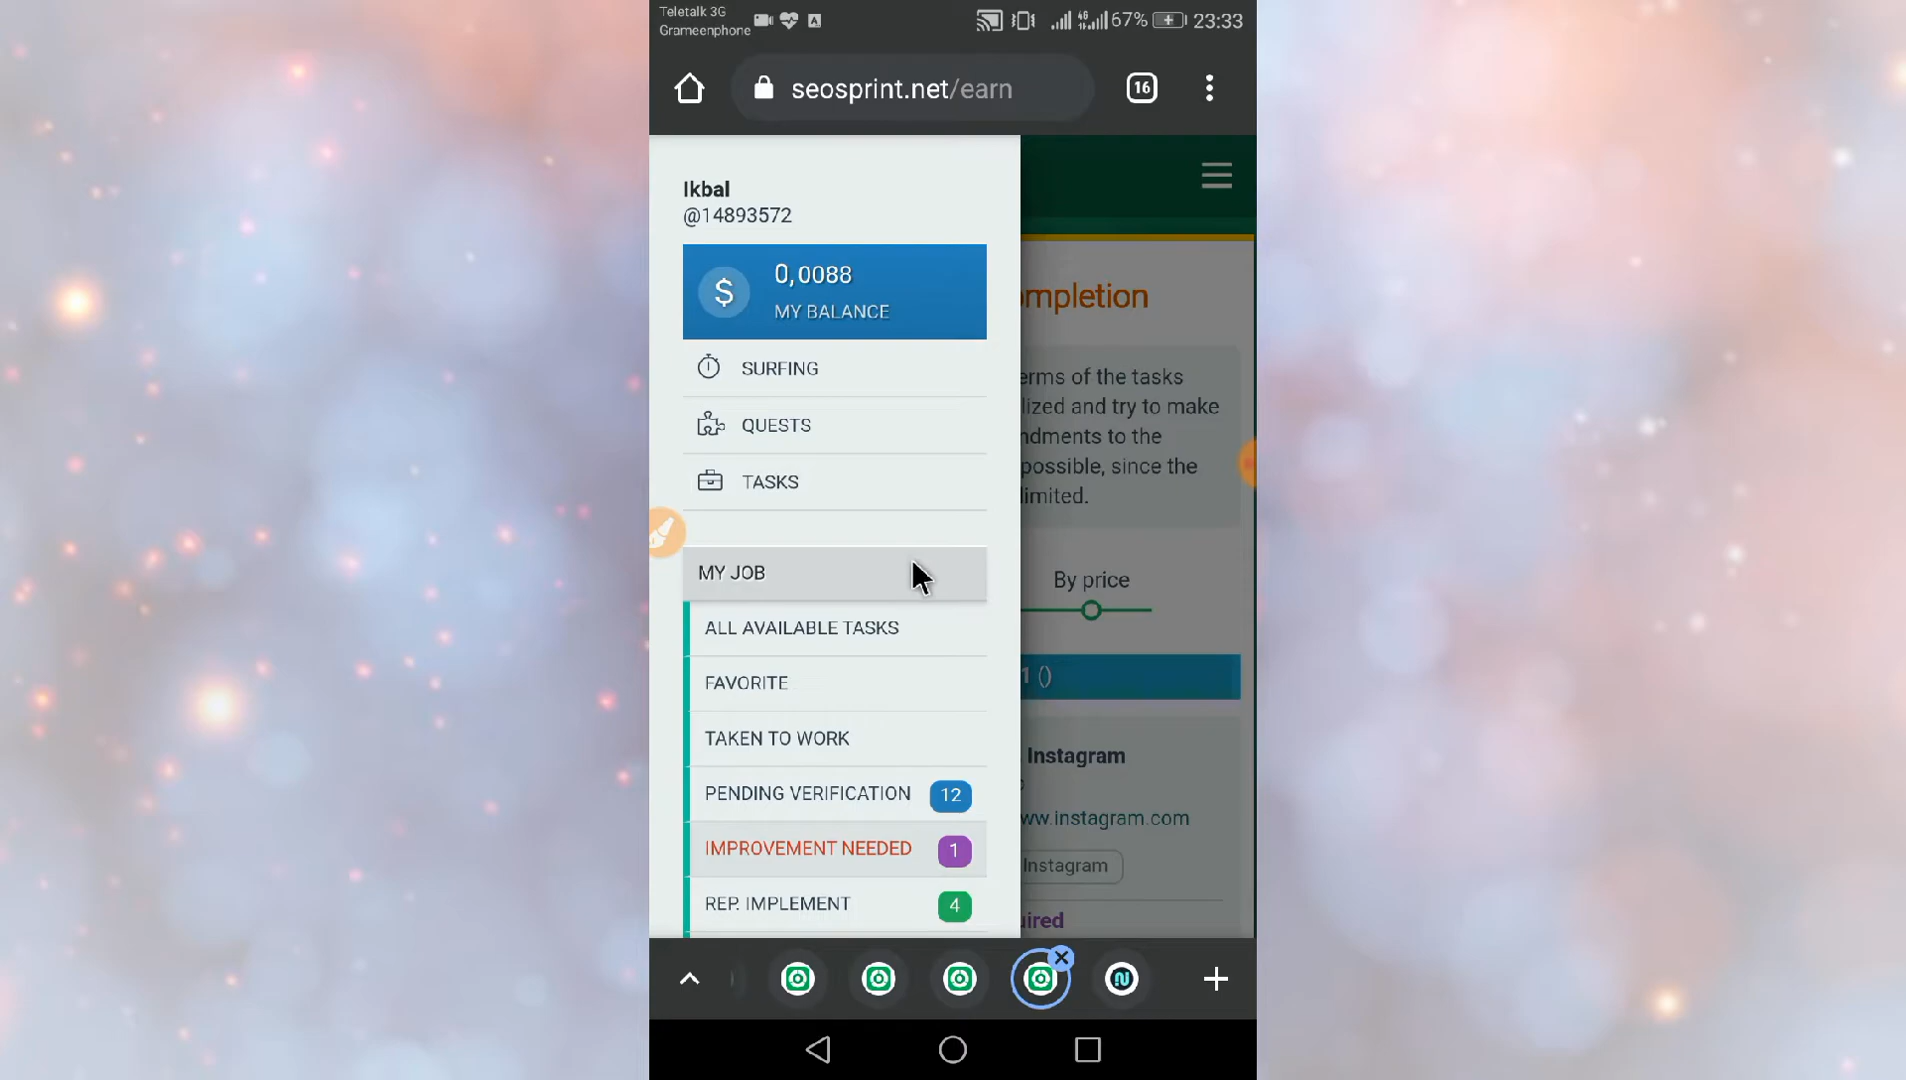 Teletalk 3G
Grameenphone
67%
23:33
seosprint.net/earn
16
Ikbal
@14893572
$
0,0088
MY BALANCE
SURFING
QUESTS
TASKS
MY JOB
ALL AVAILABLE TASKS
FAVORITE
TAKEN TO WORK
PENDING VERIFICATION 12
IMPROVEMENT NEEDED 1
REP. IMPLEMENT 4
ompletion
erms of the tasks
lized and try to make
ndments to the
possible, since the
limited.
By price
1 ()
Instagram
ww.instagram.com
Instagram
uired